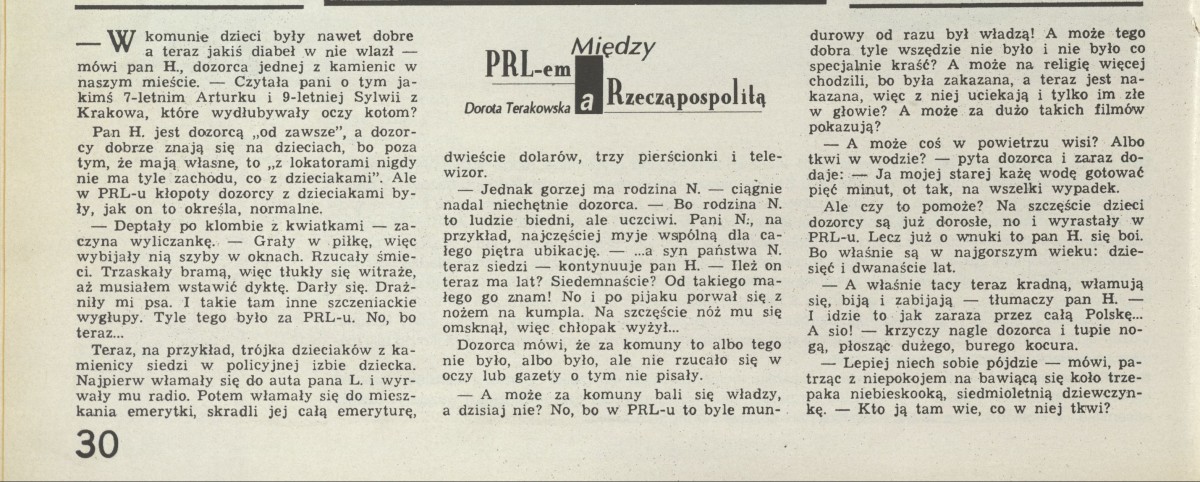 — W komunie dzieci były nawet dobre
a teraz jakiś diabeł w nie wlazł —
mówi pan H., dozorca jednej z kamienic w
naszym mieście. — Czytała pani o tym ja-
kimś 7-letnim Arturku i 9-letniej Sylwii z
Krakowa, które wydłubywały oczy kotom?
Pan H. jest dozorcą „od zawsze", a dozor-
cy dobrze znają się na dzieciach, bo poza
tym, że mają własne, to „z lokatorami nigdy
nie ma tyle zachodu, co z dzieciakami". Ale
w PRL-u kłopoty dozorcy z dzieciakami by-
ły, jak on to określa, normalne.
— Deptały po klombie z kwiatkami — za-
czyna wyliczankę. — Grały w piłkę, więc
wybijały nią szyby w oknach. Rzucały śmie-
ci. Trzaskały bramą, więc tłukły się witraże,
aż musiałem wstawić dyktę. Darły się. Draż-
niły mi psa. I takie tam inne szczeniackie
wygłupy. Tyle tego było za PRL-u. No, bo
teraz...
Teraz, na przykład, trójka dzieciaków z ka-
mienicy siedzi w policyjnej izbie dziecka.
Najpierw włamały się do auta pana L. i wyr-
wały mu radio. Potem włamały się do miesz-
kania emerytki, skradli jej całą emeryturę,
30
Między
PRL-em
a Rzecząpospolitą
Dorota Terakowska
dwieście dolarów, trzy pierścionki i tele-
wizor.
— Jednak gorzej ma rodzina N. — ciągnie
nadal niechętnie dozorca. — Bo rodzina N.
to ludzie biedni, ale uczciwi. Pani N:, na
przykład, najczęściej myje wspólną dla ca-
łego piętra ubikację. — ...a syn państwa N.
teraz siedzi — kontynuuje pan H. — Ileż on
teraz ma lat? Siedemnaście? Od takiego ma-
łego go znam! No i po pijaku porwał się z
nożem na kumpla. Na szczęście nóż mu się
omsknął, więc chłopak wyżył...
Dozorca mówi, że za komuny to albo tego
nie było, albo było, ale nie rzucało się w
oczy lub gazety o tym nie pisały.
— A może za komuny bali się władzy,
a dzisiaj nie? No, bo w PRL-u to byle mun-
durowy od razu był władzą! A może tego
dobra tyle wszędzie nie było i nie było co
specjalnie kraść? A może na religię więcej
chodzili, bo była zakazana, a teraz jest na-
kazana, więc z niej uciekają i tylko im złe
w głowie? A może za dużo takich filmów
pokazują?
— A może coś w powietrzu wisi? Albo
tkwi w wodzie? — pyta dozorca i zaraz do-
daje: — Ja mojej starej każę wodę gotować
pięć minut, ot tak, na wszelki wypadek.
Ale czy to pomoże? Na szczęście dzieci
dozorcy są już dorosłe, no i wyrastały w
PRL-u. Lecz już o wnuki to pan H. się boi.
Bo właśnie są w najgorszym wieku: dzie-
sięć i dwanaście lat.
— A właśnie tacy teraz kradną, włamują
się, biją i zabijają — tłumaczy pan H. —
I idzie to jak zaraza przez całą Polskę...
A sio! — krzyczy nagle dozorca i tupie no-
gą, płosząc dużego, burego kocura.
— Lepiej niech sobie pójdzie — mówi, pa-
trząc z niepokojem na bawiącą się koło trze-
paka niebieskooką, siedmioletnią dziewczyn-
kę. — Kto ją tam wie, co w niej tkwi?